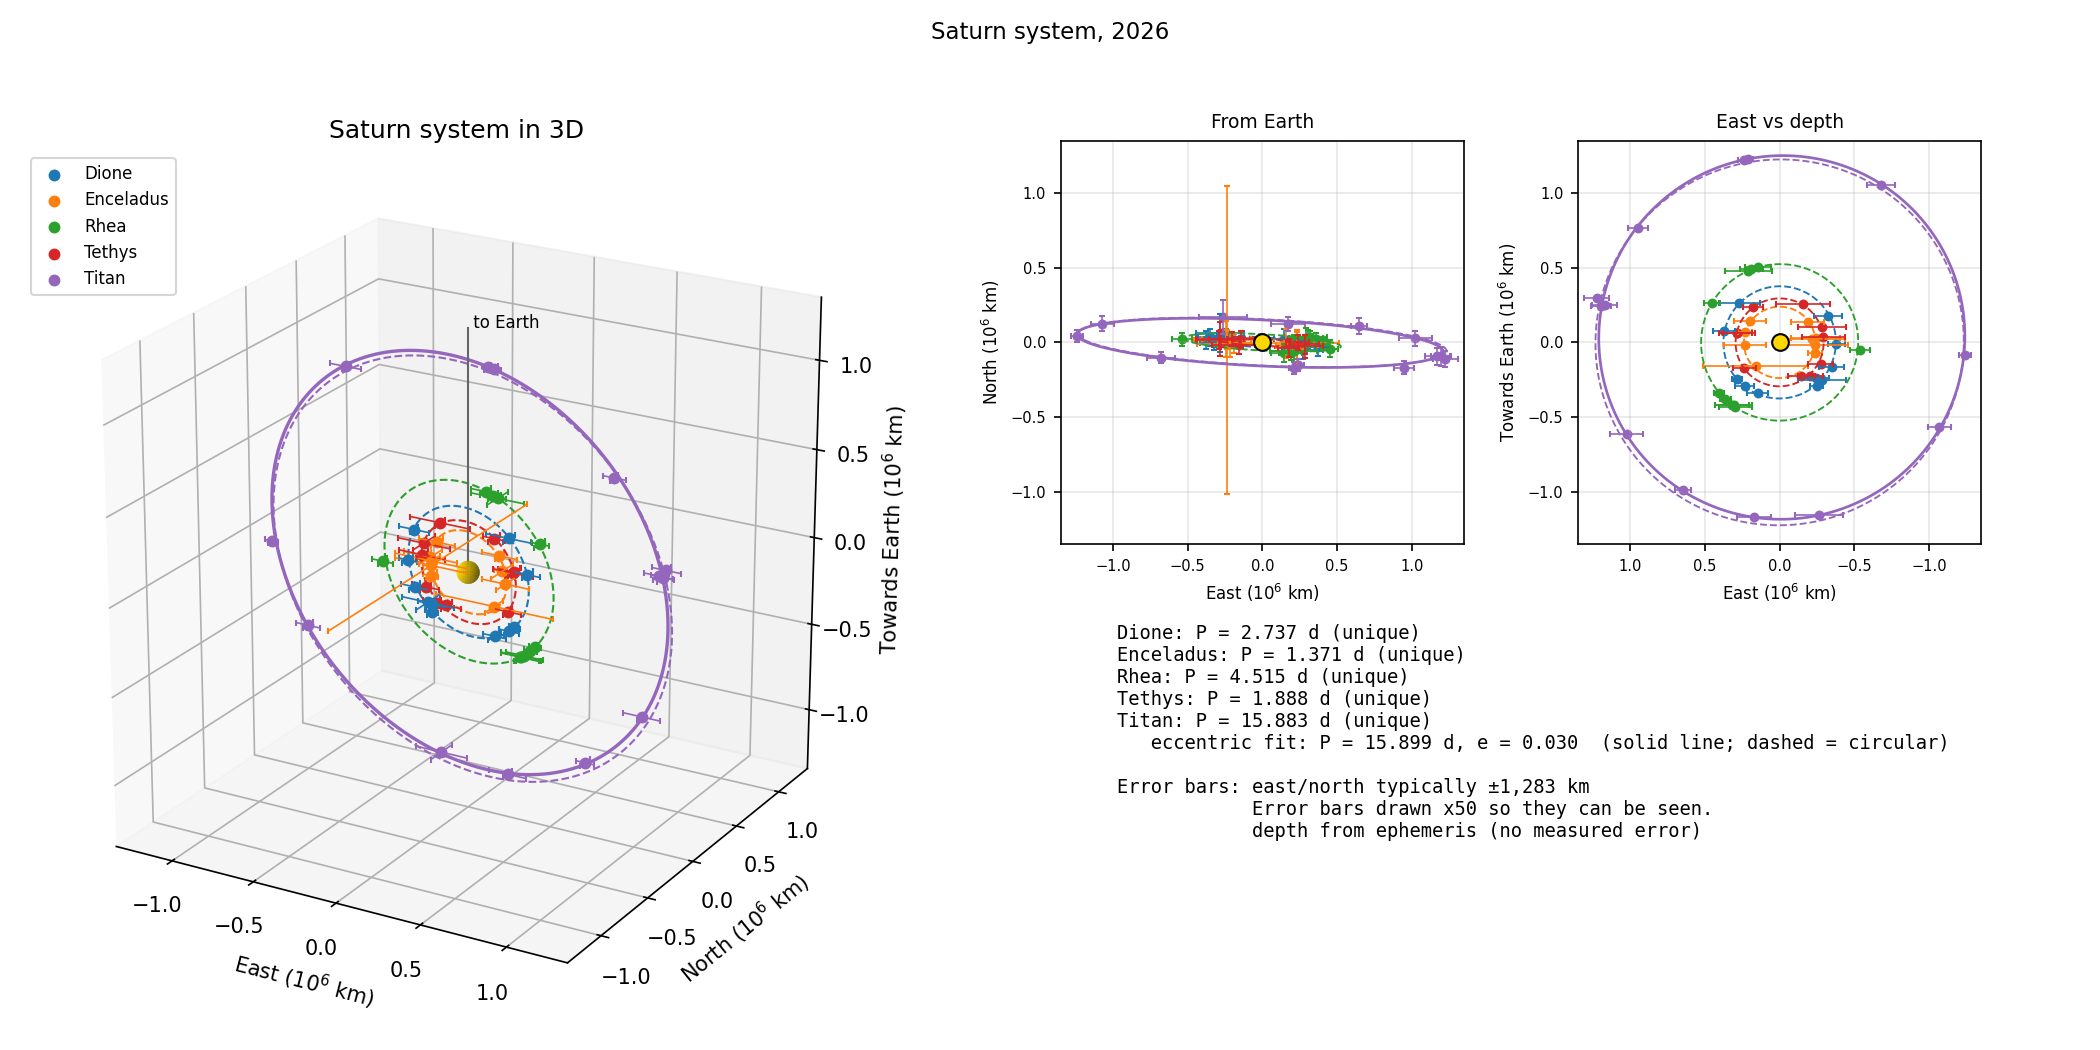 Saturn system, 2026
Saturn system in 3D
Dione
Enceladus
Rhea
Tethys
Titan
to Earth
1.0
0.5
0.0
−0.5
−1.0
Towards Earth (10⁶ km)
−1.0
−0.5
0.0
0.5
1.0
East (10⁶ km)
1.0
0.5
0.0
−0.5
−1.0
North (10⁶ km)
From Earth
1.0
0.5
0.0
−0.5
−1.0
North (10⁶ km)
−1.0
−0.5
0.0
0.5
1.0
East (10⁶ km)
East vs depth
1.0
0.5
0.0
−0.5
−1.0
Towards Earth (10⁶ km)
1.0
0.5
0.0
−0.5
−1.0
East (10⁶ km)
Dione: P = 2.737 d (unique)
Enceladus: P = 1.371 d (unique)
Rhea: P = 4.515 d (unique)
Tethys: P = 1.888 d (unique)
Titan: P = 15.883 d (unique)
eccentric fit: P = 15.899 d, e = 0.030  (solid line; dashed = circular)
Error bars: east/north typically ±1,283 km
Error bars drawn x50 so they can be seen.
depth from ephemeris (no measured error)